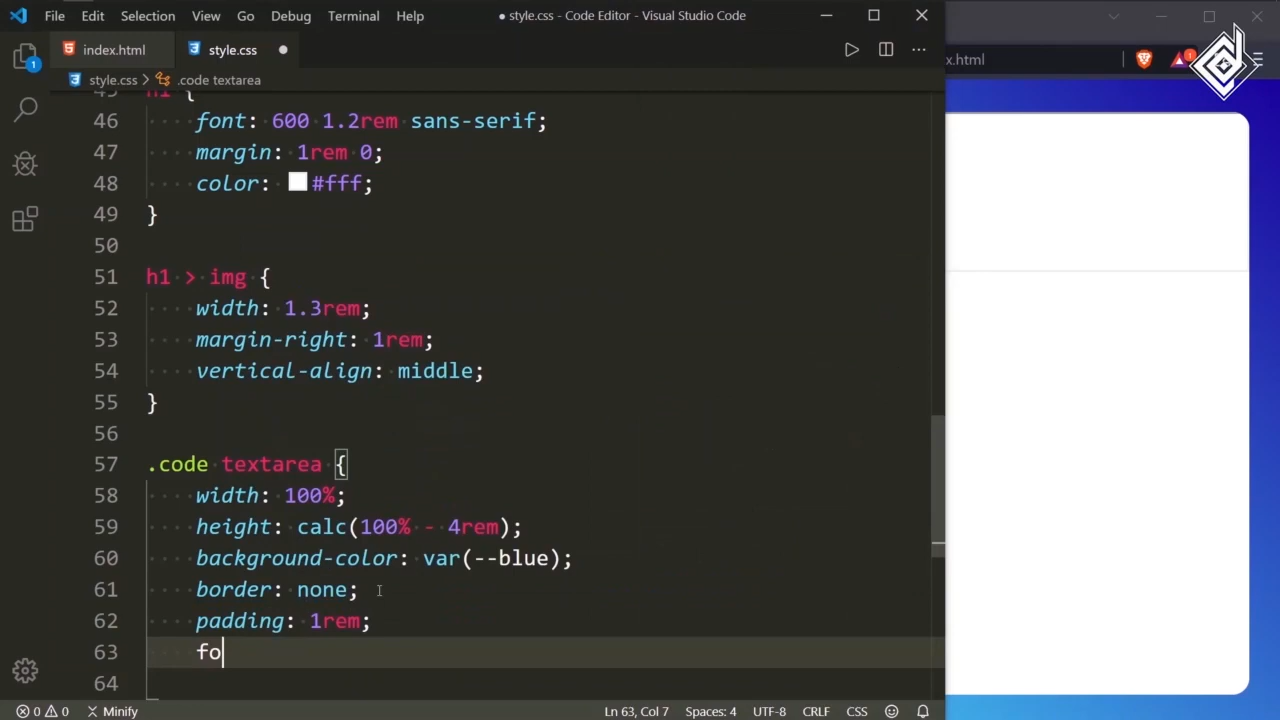 File Edit Selection View Go Debug Terminal Help ● style.css - Code Editor - Visual Studio Code
index.html style.css
x.html
1
1
style.css > .code textarea
45 h1 {
46 font: 600 1.2rem sans-serif;
47 margin: 1rem 0;
48 color: #fff;
49 }
50
51 h1 > img {
52 width: 1.3rem;
53 margin-right: 1rem;
54 vertical-align: middle;
55 }
56
57 .code textarea {
58 width: 100%;
59 height: calc(100% - 4rem);
60 background-color: var(--blue);
61 border: none;
62 padding: 1rem;
63 fo
64
0 0 Minify Ln 63, Col 7 Spaces: 4 UTF-8 CRLF CSS